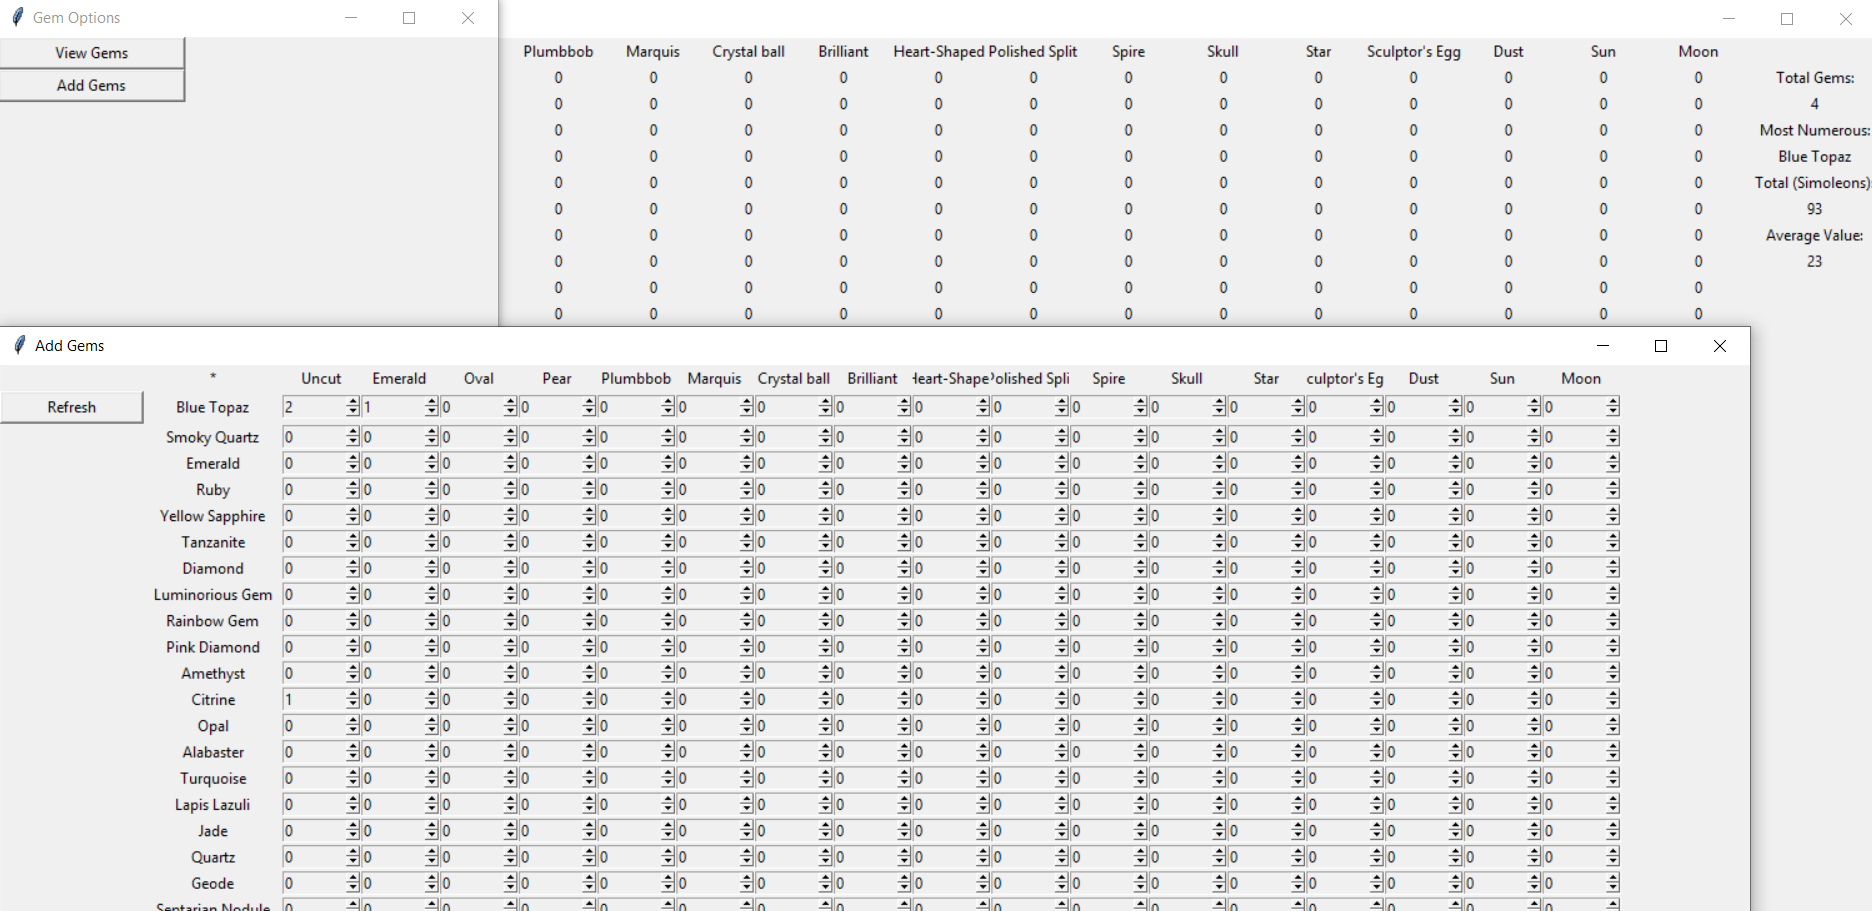 Gem Options
View Gems
Add Gems
Plumbbob Marquis Crystal ball Brilliant Heart-Shaped Polished Split Spire Skull Star Sculptor's Egg Dust Sun Moon
0 0 0 0 0 0 0 0 0 0 0 0 0 Total Gems:
0 0 0 0 0 0 0 0 0 0 0 0 0 4
0 0 0 0 0 0 0 0 0 0 0 0 0 Most Numerous:
0 0 0 0 0 0 0 0 0 0 0 0 0 Blue Topaz
0 0 0 0 0 0 0 0 0 0 0 0 0 Total (Simoleons):
0 0 0 0 0 0 0 0 0 0 0 0 0 93
0 0 0 0 0 0 0 0 0 0 0 0 0 Average Value:
0 0 0 0 0 0 0 0 0 0 0 0 0 23
0 0 0 0 0 0 0 0 0 0 0 0 0
0 0 0 0 0 0 0 0 0 0 0 0 0
Add Gems
* Uncut Emerald Oval Pear Plumbbob Marquis Crystal ball Brilliant Heart-Shape Polished Spli Spire Skull Star culptor's Eg Dust Sun Moon
Refresh Blue Topaz 2 1 0 0 0 0 0 0 0 0 0 0 0 0 0 0 0
Smoky Quartz 0 0 0 0 0 0 0 0 0 0 0 0 0 0 0 0 0
Emerald 0 0 0 0 0 0 0 0 0 0 0 0 0 0 0 0 0
Ruby 0 0 0 0 0 0 0 0 0 0 0 0 0 0 0 0 0
Yellow Sapphire 0 0 0 0 0 0 0 0 0 0 0 0 0 0 0 0 0
Tanzanite 0 0 0 0 0 0 0 0 0 0 0 0 0 0 0 0 0
Diamond 0 0 0 0 0 0 0 0 0 0 0 0 0 0 0 0 0
Luminorious Gem 0 0 0 0 0 0 0 0 0 0 0 0 0 0 0 0 0
Rainbow Gem 0 0 0 0 0 0 0 0 0 0 0 0 0 0 0 0 0
Pink Diamond 0 0 0 0 0 0 0 0 0 0 0 0 0 0 0 0 0
Amethyst 0 0 0 0 0 0 0 0 0 0 0 0 0 0 0 0 0
Citrine 1 0 0 0 0 0 0 0 0 0 0 0 0 0 0 0 0
Opal 0 0 0 0 0 0 0 0 0 0 0 0 0 0 0 0 0
Alabaster 0 0 0 0 0 0 0 0 0 0 0 0 0 0 0 0 0
Turquoise 0 0 0 0 0 0 0 0 0 0 0 0 0 0 0 0 0
Lapis Lazuli 0 0 0 0 0 0 0 0 0 0 0 0 0 0 0 0 0
Jade 0 0 0 0 0 0 0 0 0 0 0 0 0 0 0 0 0
Quartz 0 0 0 0 0 0 0 0 0 0 0 0 0 0 0 0 0
Geode 0 0 0 0 0 0 0 0 0 0 0 0 0 0 0 0 0
Septarian Nodule 0 0 0 0 0 0 0 0 0 0 0 0 0 0 0 0 0